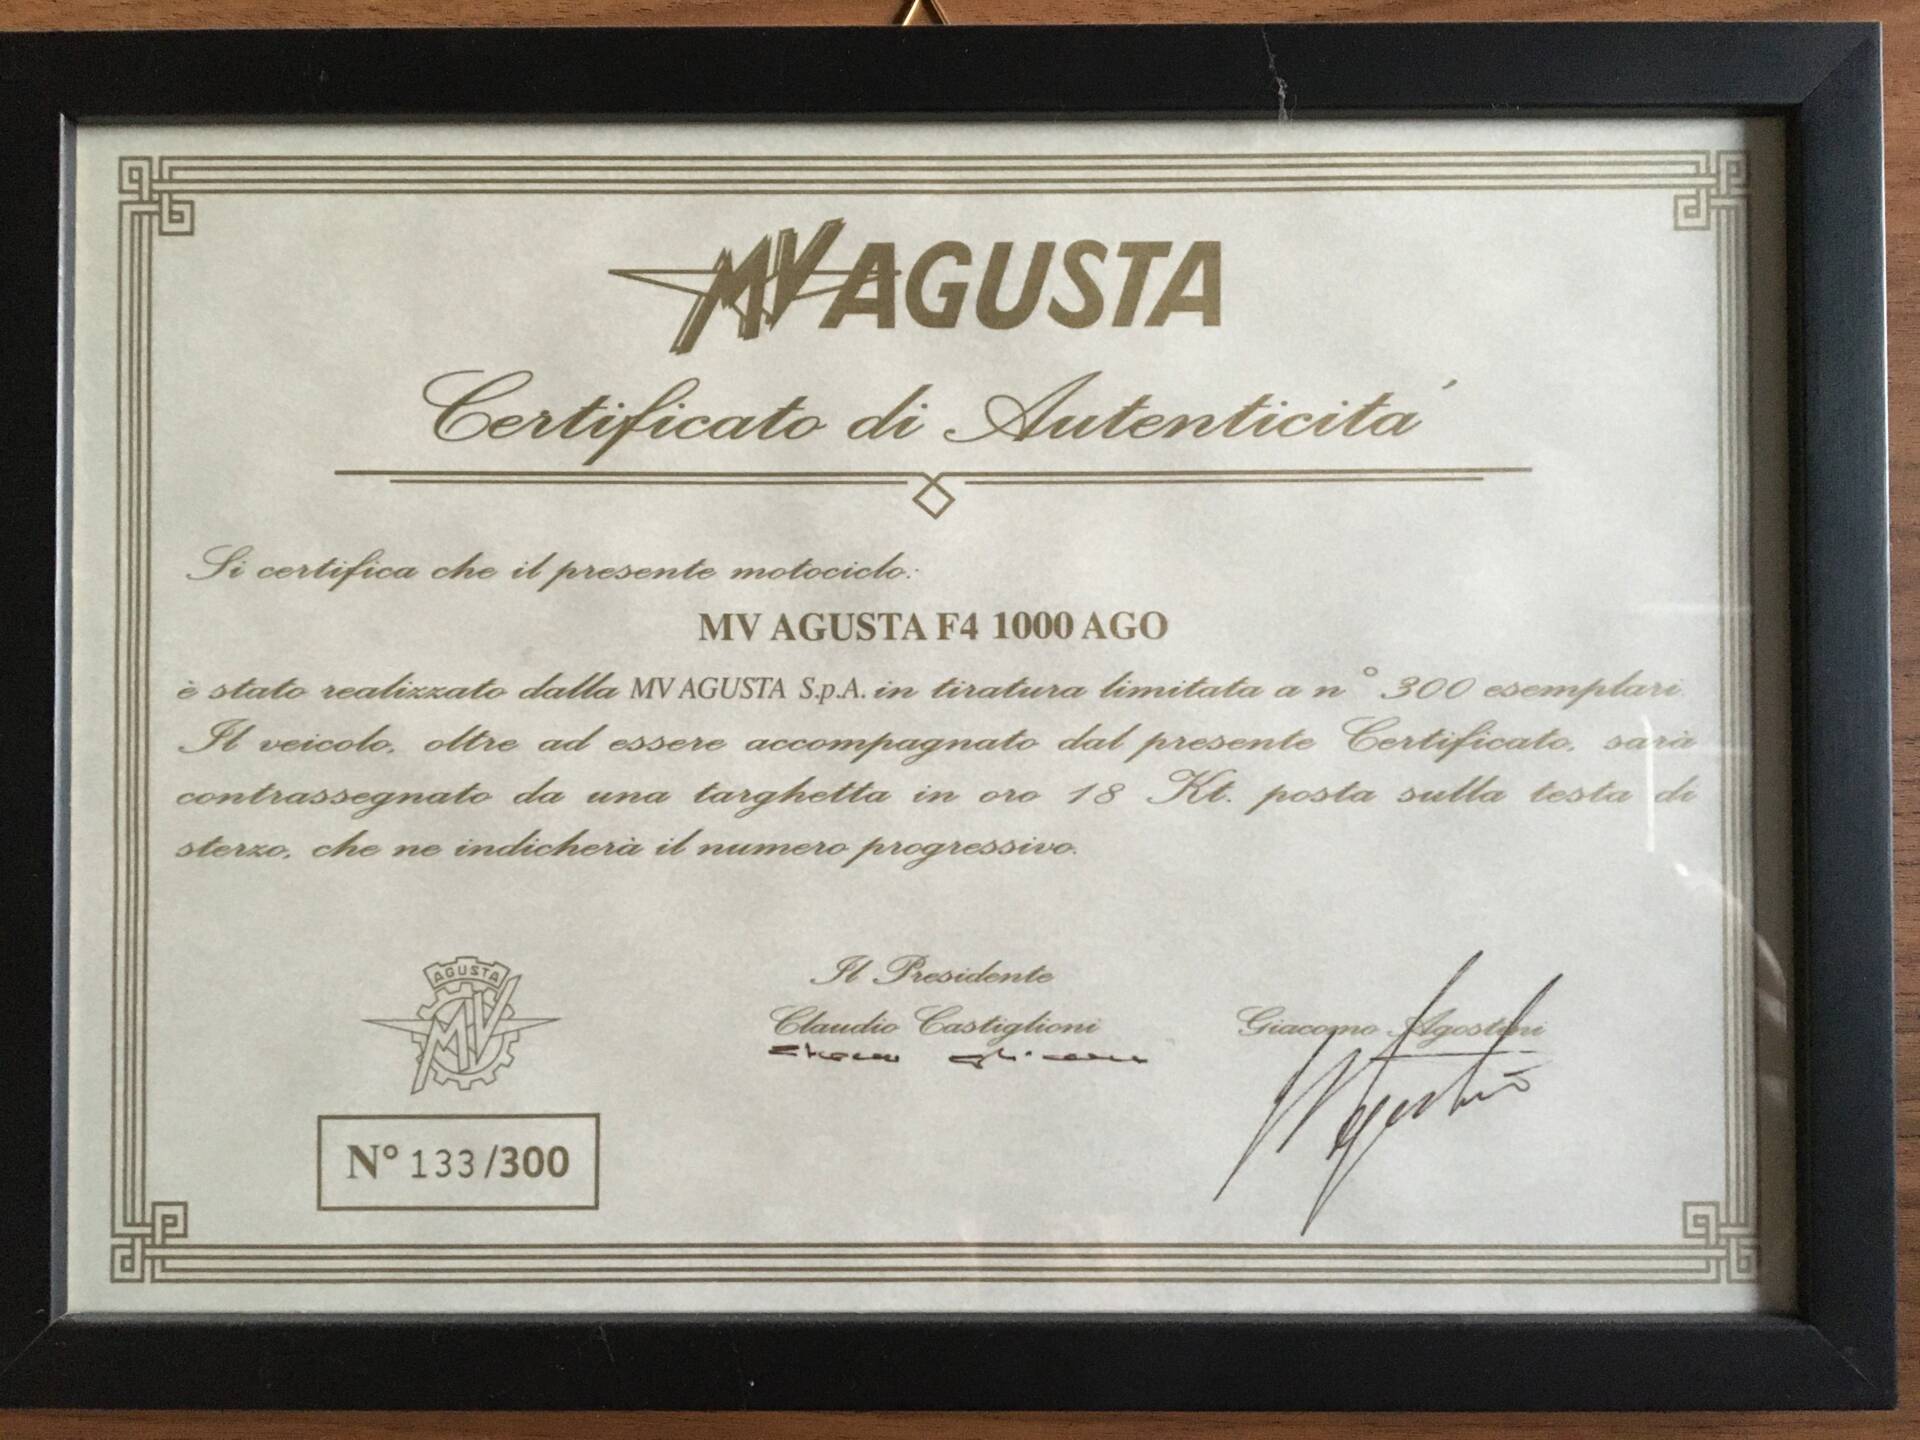 MV AGUSTA
Certificato di Autenticita'
Si certifica che il presente motociclo:
MV AGUSTA F4 1000 AGO
è stato realizzato dalla MV AGUSTA S.p.A. in tiratura limitata a n° 300 esemplari.
Il veicolo, oltre ad essere accompagnato dal presente Certificato, sarà
contrassegnato da una targhetta in oro 18 Kt. posta sulla testa di
sterzo, che ne indicherà il numero progressivo.
AGUSTA
MV
Il Presidente
Claudio Castiglioni
Giacomo Agostini
N° 133/300